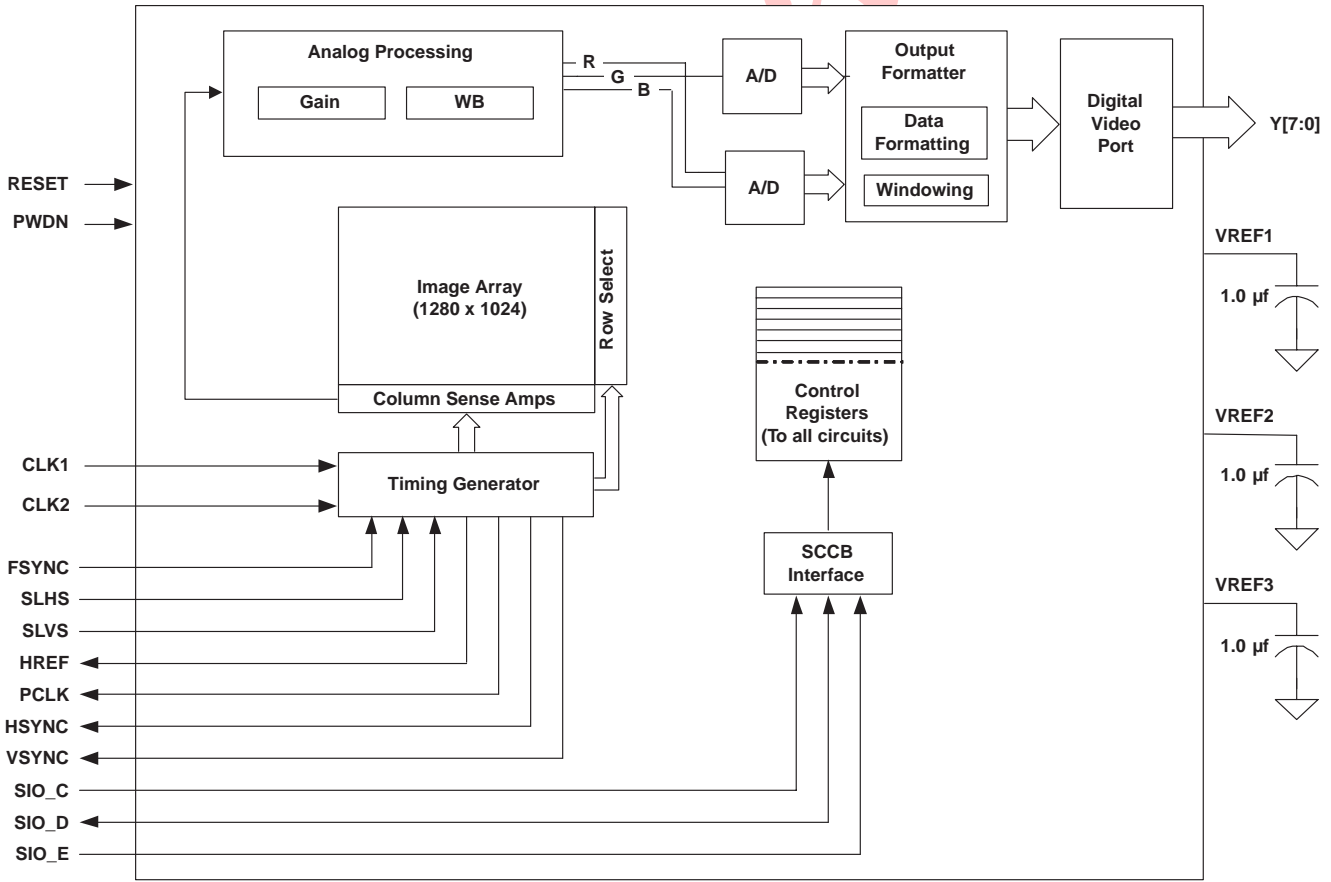 Analog Processing
Gain
WB
R
G
B
A/D
A/D
Output
Formatter
Data
Formatting
Windowing
Digital
Video
Port
Y[7:0]
RESET
PWDN
Image Array
(1280 x 1024)
Row Select
Column Sense Amps
Timing Generator
CLK1
CLK2
FSYNC
SLHS
SLVS
HREF
PCLK
HSYNC
VSYNC
SIO_C
SIO_D
SIO_E
Control
Registers
(To all circuits)
SCCB
Interface
VREF1
1.0 µf
VREF2
1.0 µf
VREF3
1.0 µf